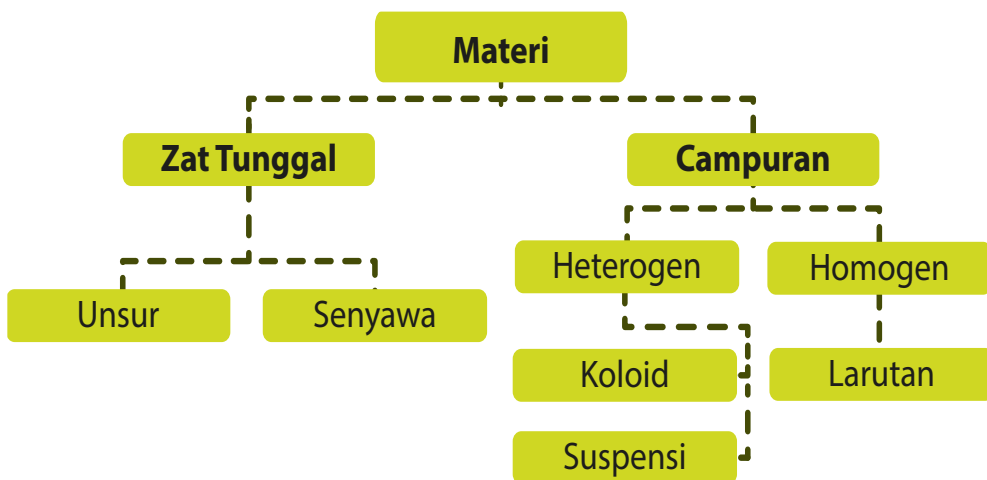 Materi
Zat Tunggal
Campuran
Unsur
Senyawa
Heterogen
Homogen
Koloid
Larutan
Suspensi